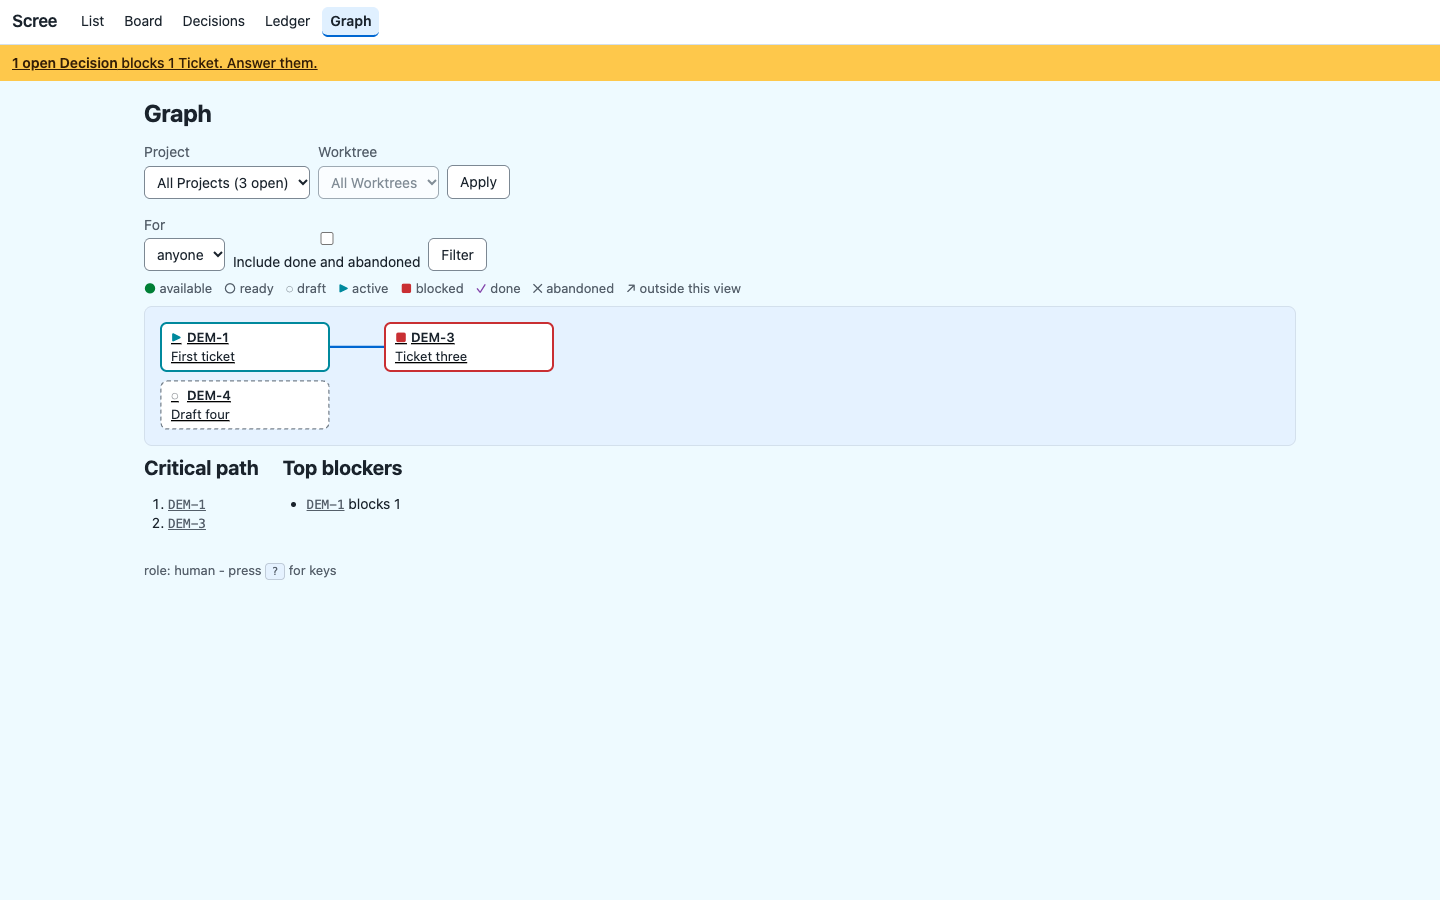 Scree List Board Decisions Ledger Graph
1 open Decision blocks 1 Ticket. Answer them.
Graph
Project Worktree
All Projects (3 open) All Worktrees Apply
For
anyone Include done and abandoned Filter
available ready draft active blocked done abandoned outside this view
DEM-1
First ticket
DEM-3
Ticket three
DEM-4
Draft four
Critical path
1. DEM-1
2. DEM-3
Top blockers
• DEM-1 blocks 1
role: human - press ? for keys